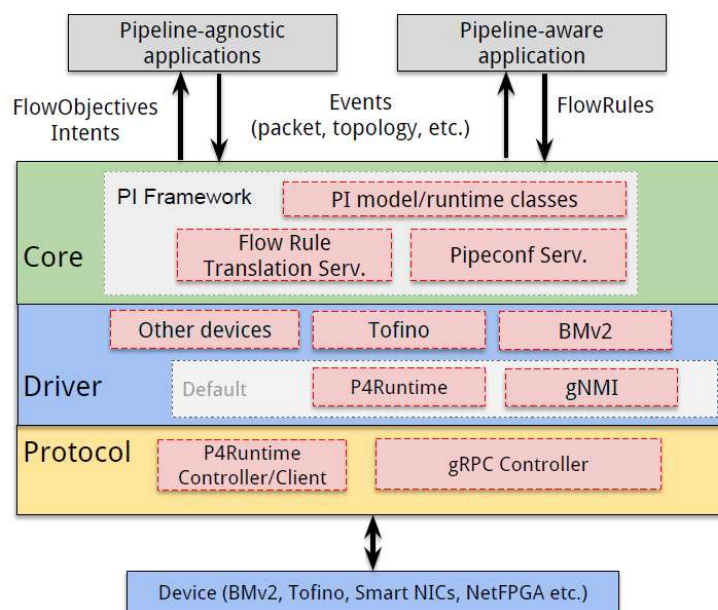 Pipeline-agnostic
applications
Pipeline-aware
application
FlowObjectives
Intents
Events
(packet, topology, etc.)
FlowRules
PI Framework
PI model/runtime classes
Flow Rule
Translation Serv.
Pipeconf Serv.
Core
Other devices
Tofino
BMv2
Driver
Default
P4Runtime
gNMI
Protocol
P4Runtime
Controller/Client
gRPC Controller
Device (BMv2, Tofino, Smart NICs, NetFPGA etc.)